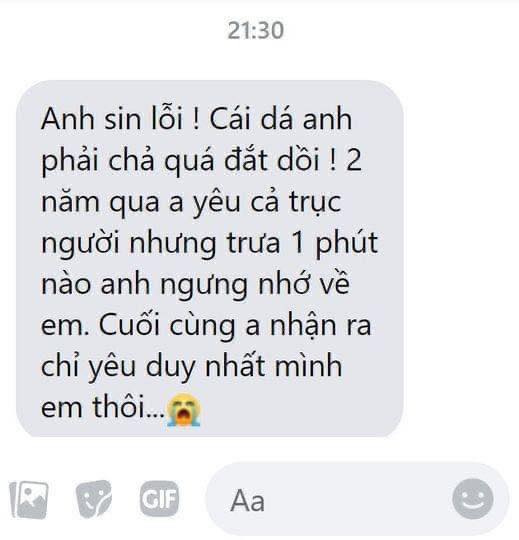 21:30
Anh sin lỗi ! Cái dá anh
phải chả quá đắt dồi ! 2
năm qua a yêu cả trục
người nhưng trưa 1 phút
nào anh ngưng nhớ về
em. Cuối cùng a nhận ra
chỉ yêu duy nhất mình
em thôi...😭
GIF
Aa